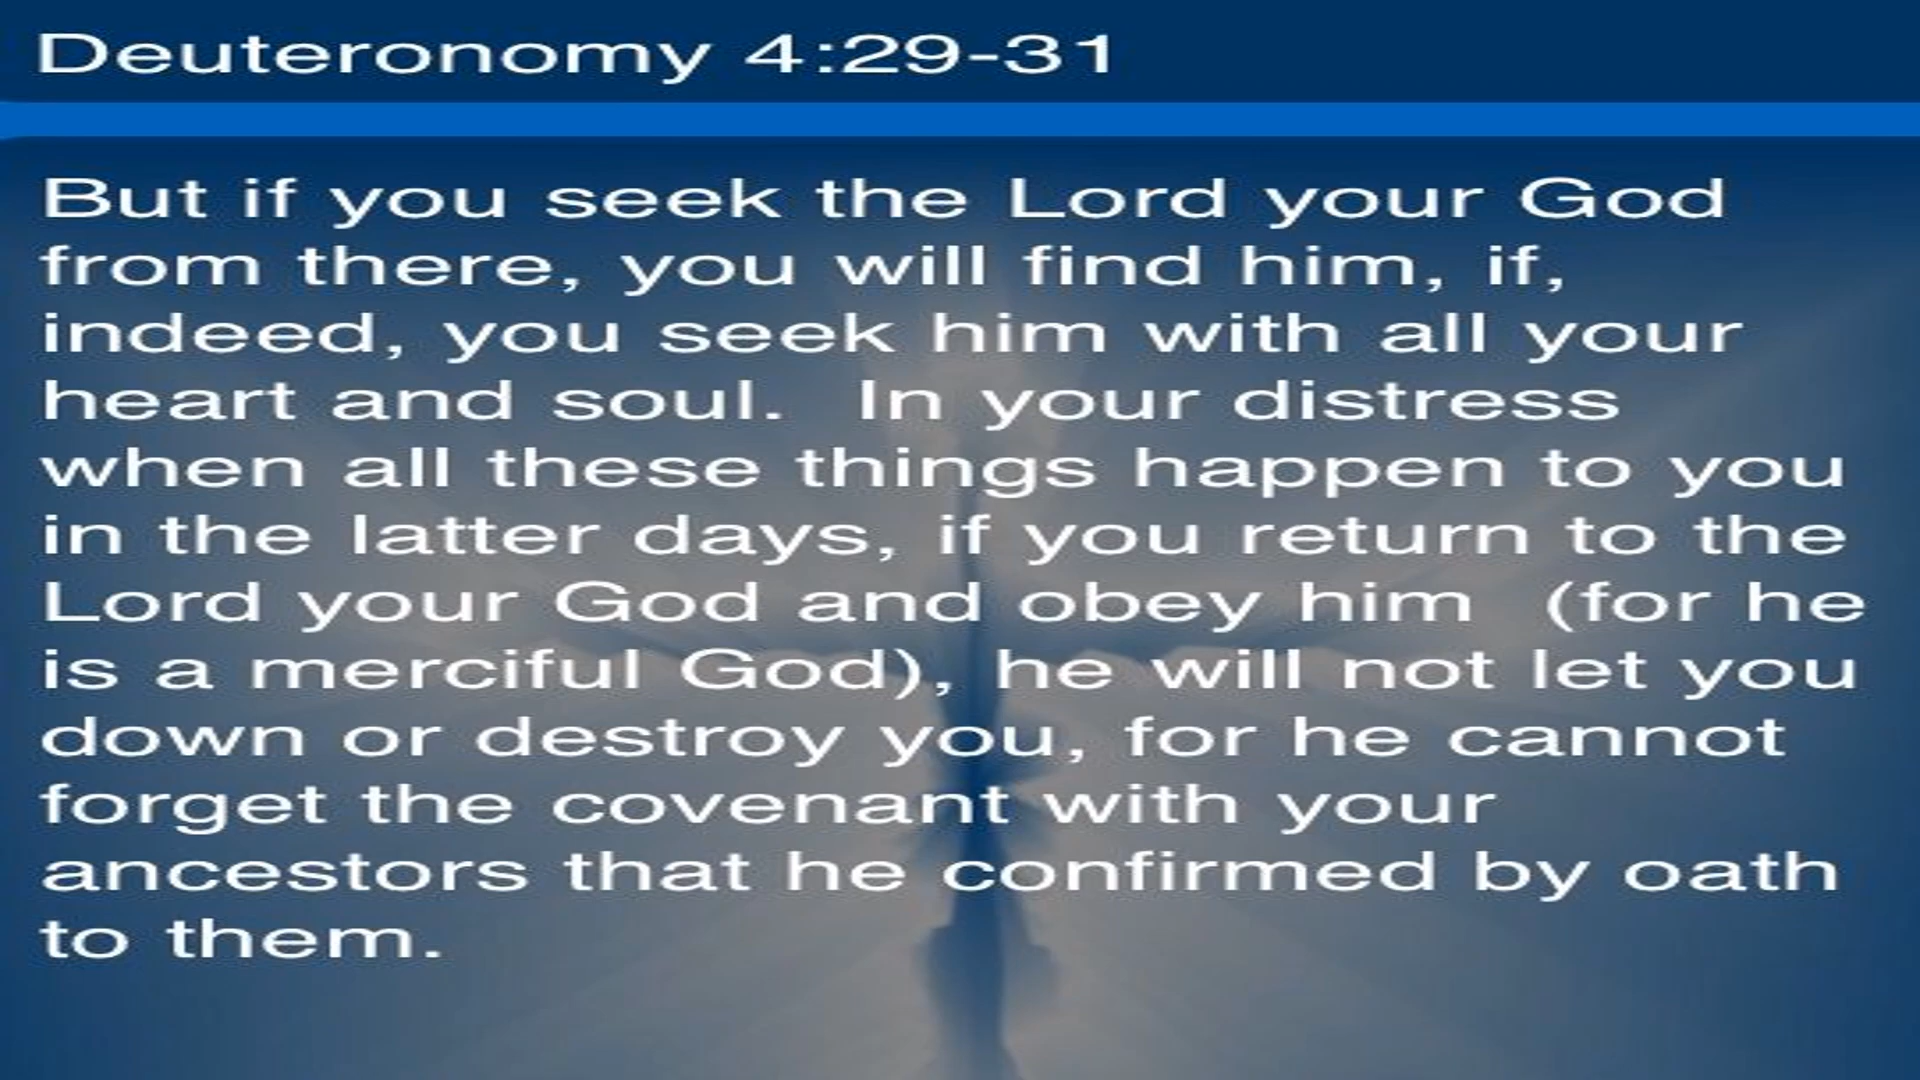 Deuteronomy 4:29-31
But if you seek the Lord your God
from there, you will find him, if,
indeed, you seek him with all your
heart and soul.  In your distress
when all these things happen to you
in the latter days, if you return to the
Lord your God and obey him  (for he
is a merciful God), he will not let you
down or destroy you, for he cannot
forget the covenant with your
ancestors that he confirmed by oath
to them.